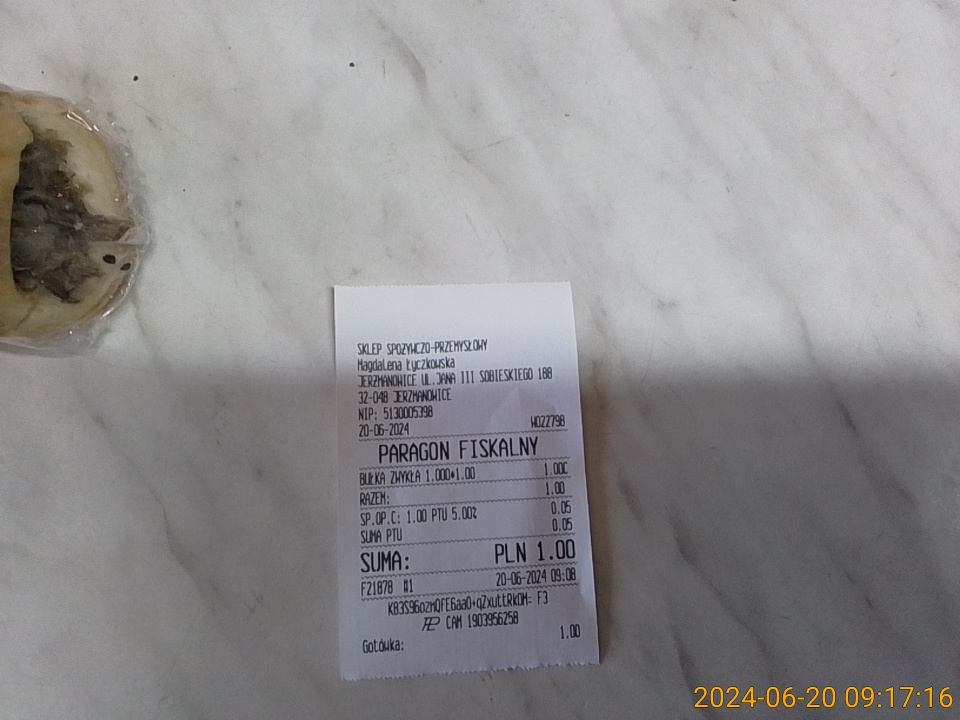 SKLEP SPOŻYWCZO-PRZEMYSŁOWY
Magdalena Łyczkowska
JERZMANOWICE UL.JANA III SOBIESKIEGO 188
32-048 JERZMANOWICE
NIP: 5130005398
20-06-2024 W022798
PARAGON FISKALNY
BUŁKA ZWYKŁA 1.000*1.00 1.00C
RAZEM: 1.00
SP.OP.C: 1.00 PTU 5.00% 0.05
SUMA PTU 0.05
SUMA: PLN 1.00
F21878 #1 20-06-2024 09:08
CAM 1903956258
Gotówka: 1.00
2024-06-20 09:17:16